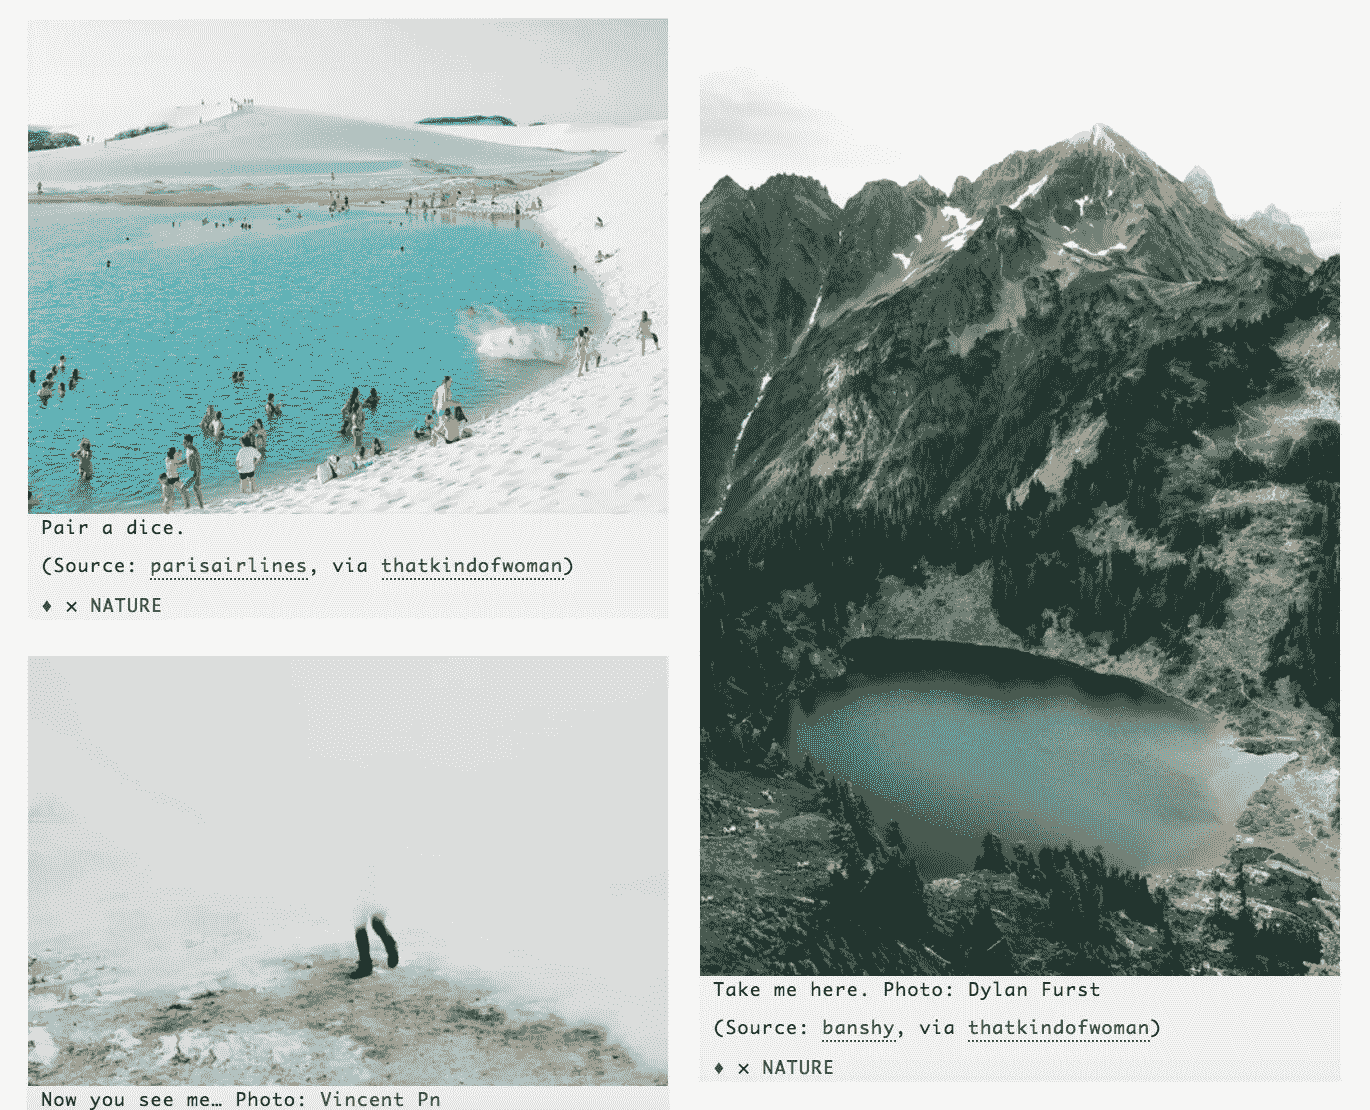 Pair a dice.
(Source: parisairlines, via thatkindofwoman)
♦ × NATURE
Now you see me… Photo: Vincent Pn
Take me here. Photo: Dylan Furst
(Source: banshy, via thatkindofwoman)
♦ × NATURE